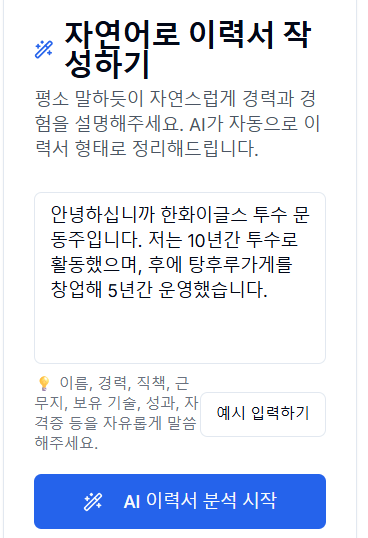 자연어로 이력서 작
성하기
평소 말하듯이 자연스럽게 경력과 경
험을 설명해주세요. AI가 자동으로 이
력서 형태로 정리해드립니다.
안녕하십니까 한화이글스 투수 문
동주입니다. 저는 10년간 투수로
활동했으며, 후에 탕후루가게를
창업해 5년간 운영했습니다.
💡 이름, 경력, 직책, 근
무지, 보유 기술, 성과, 자
격증 등을 자유롭게 말씀
해주세요.
예시 입력하기
AI 이력서 분석 시작